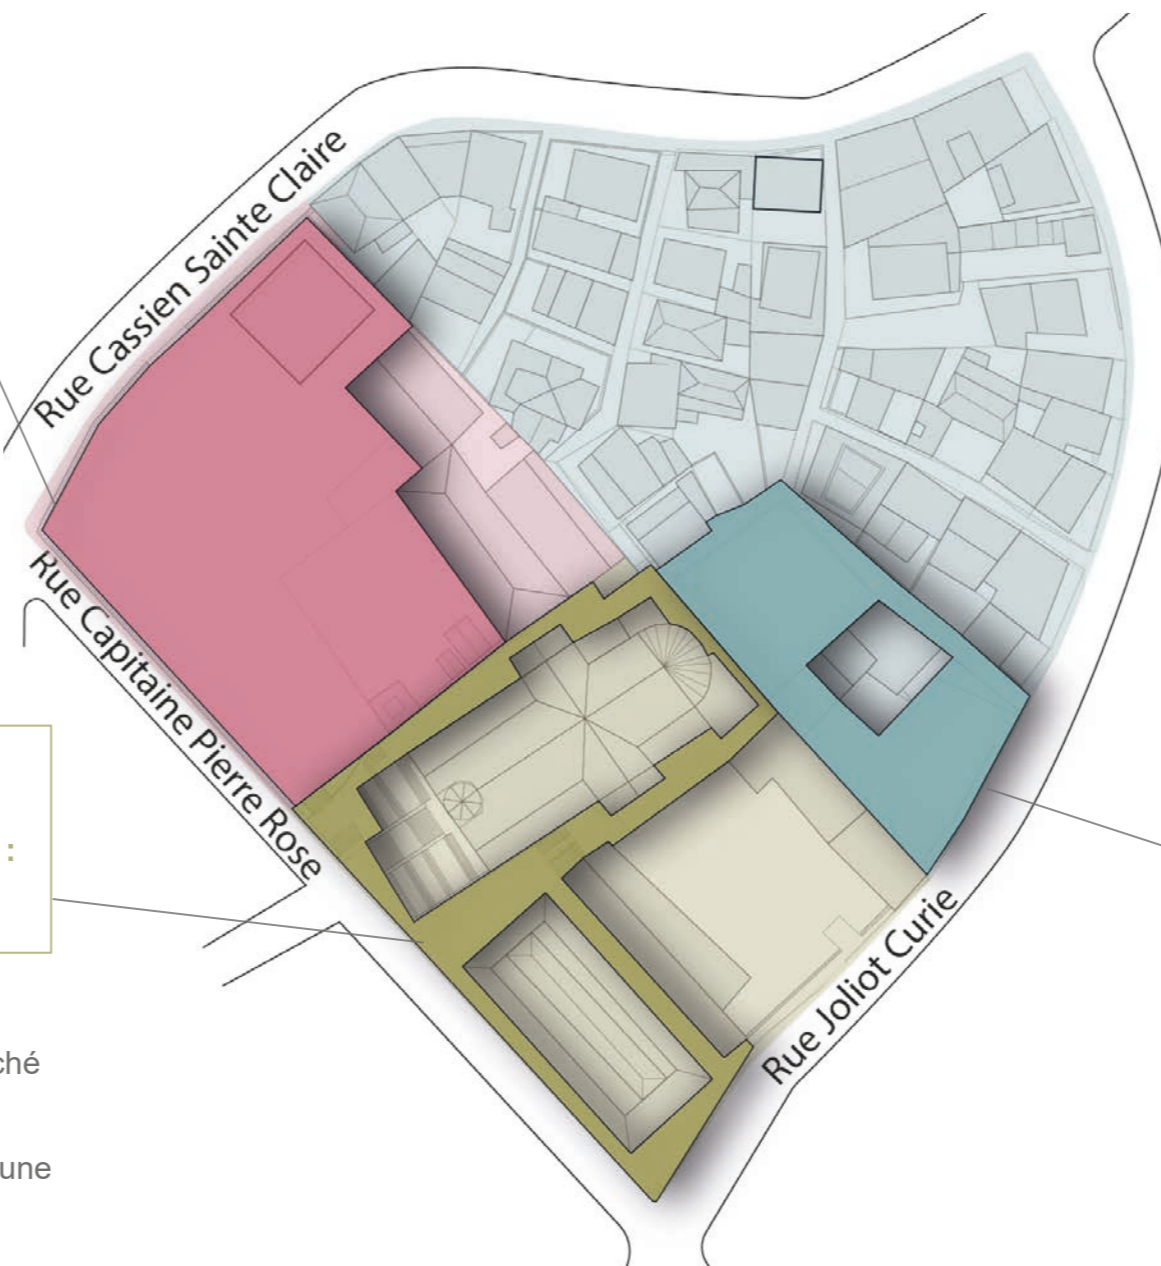 Rue Cassien Sainte Claire
Rue Capitaine Pierre Rose
:
Rue Joliot Curie
ché
une